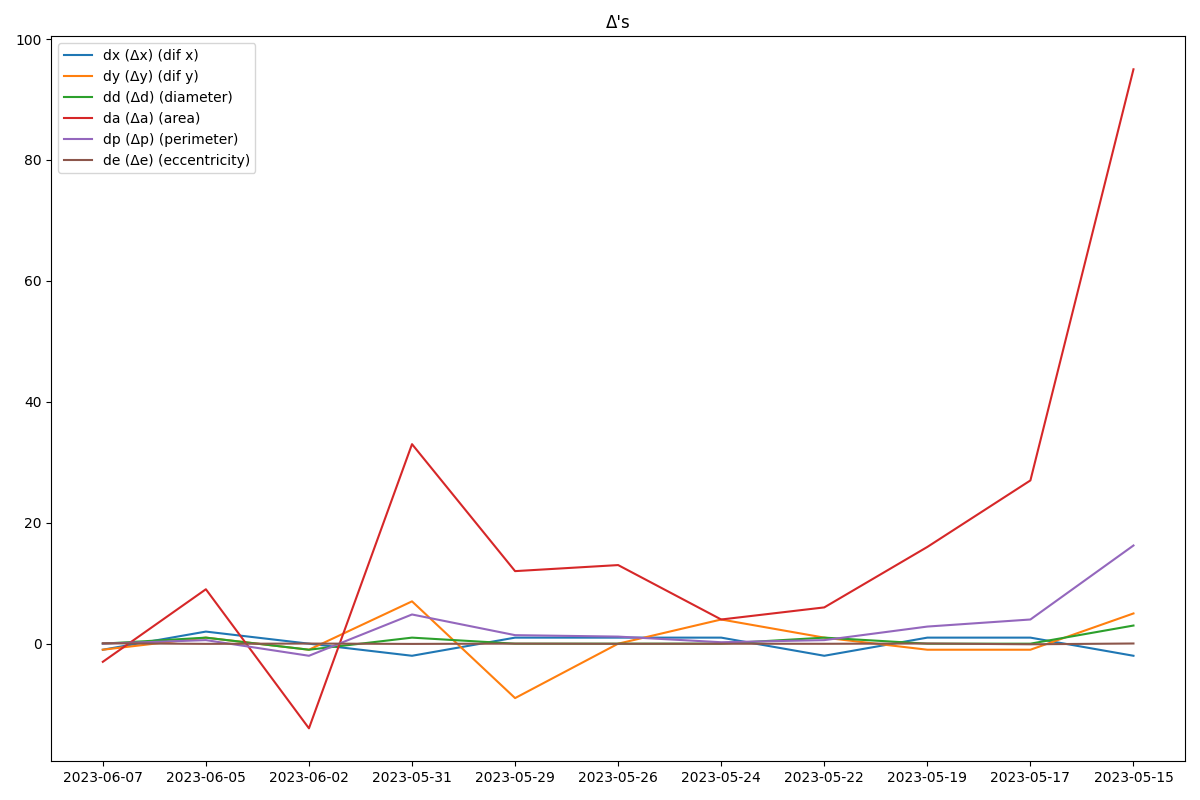 Δ's
dx (Δx) (dif x)
dy (Δy) (dif y)
dd (Δd) (diameter)
da (Δa) (area)
dp (Δp) (perimeter)
de (Δe) (eccentricity)
100
80
60
40
20
0
2023-06-07 2023-06-05 2023-06-02 2023-05-31 2023-05-29 2023-05-26 2023-05-24 2023-05-22 2023-05-19 2023-05-17 2023-05-15